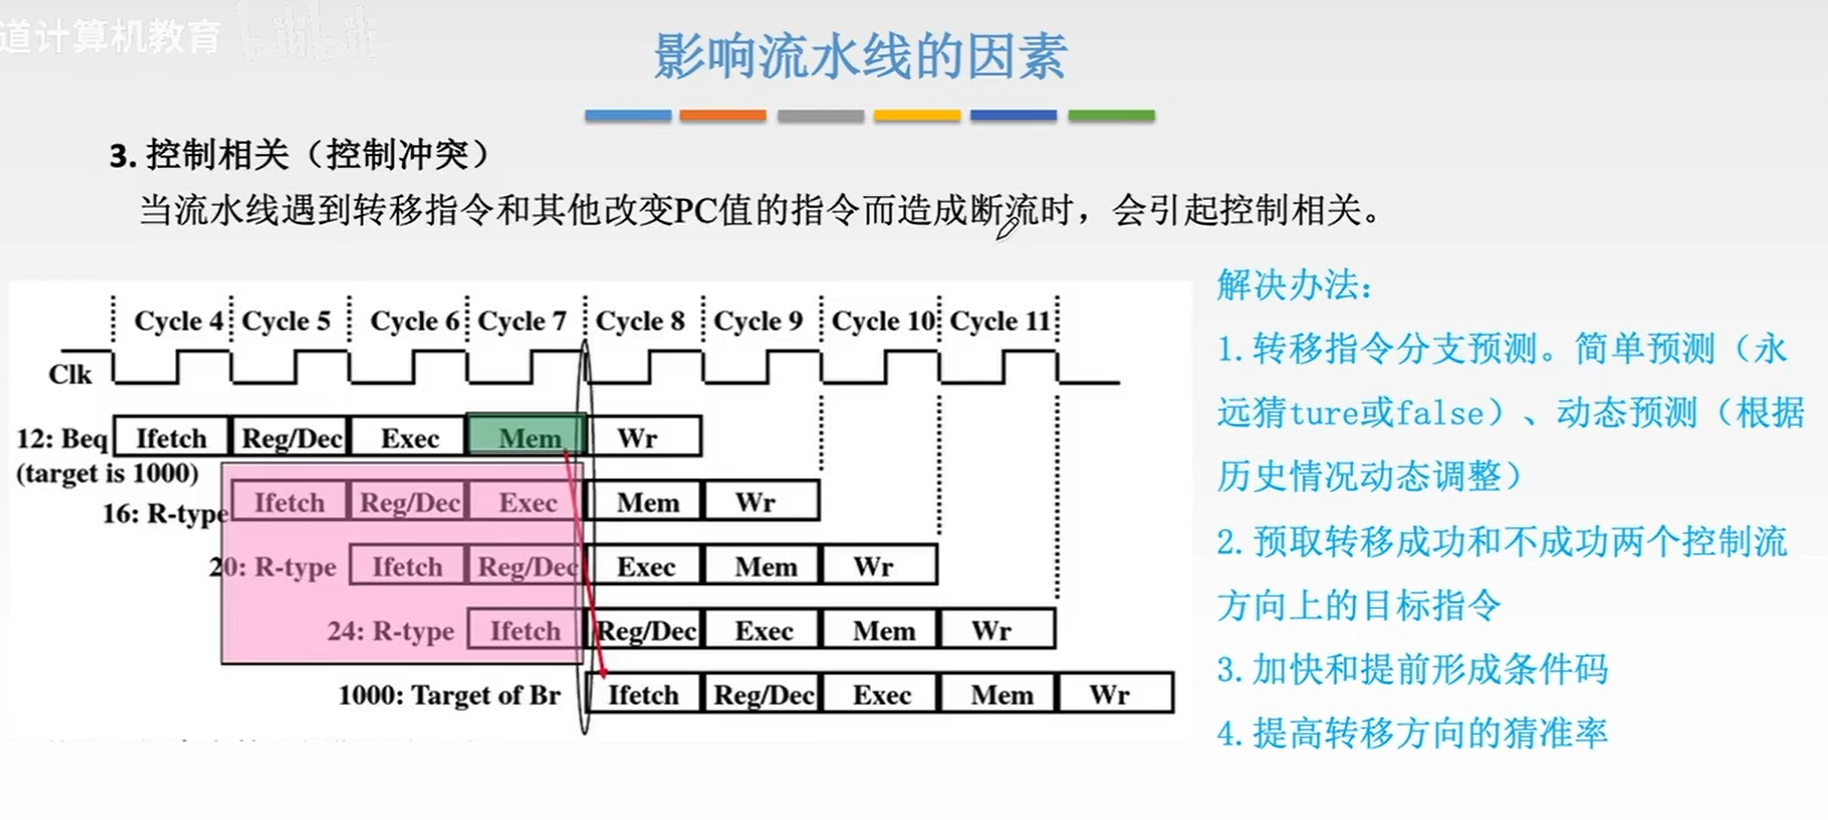 道计算机教育 bilibili
影响流水线的因素
3. 控制相关（控制冲突）
当流水线遇到转移指令和其他改变PC值的指令而造成断流时，会引起控制相关。
Cycle 4 Cycle 5 Cycle 6 Cycle 7 Cycle 8 Cycle 9 Cycle 10 Cycle 11
Clk
12: Beq Ifetch Reg/Dec Exec Mem Wr
(target is 1000)
16: R-type Ifetch Reg/Dec Exec Mem Wr
20: R-type Ifetch Reg/Dec Exec Mem Wr
24: R-type Ifetch Reg/Dec Exec Mem Wr
1000: Target of Br Ifetch Reg/Dec Exec Mem Wr
解决办法：
1.转移指令分支预测。简单预测（永
远猜ture或false）、动态预测（根据
历史情况动态调整）
2.预取转移成功和不成功两个控制流
方向上的目标指令
3.加快和提前形成条件码
4.提高转移方向的猜准率